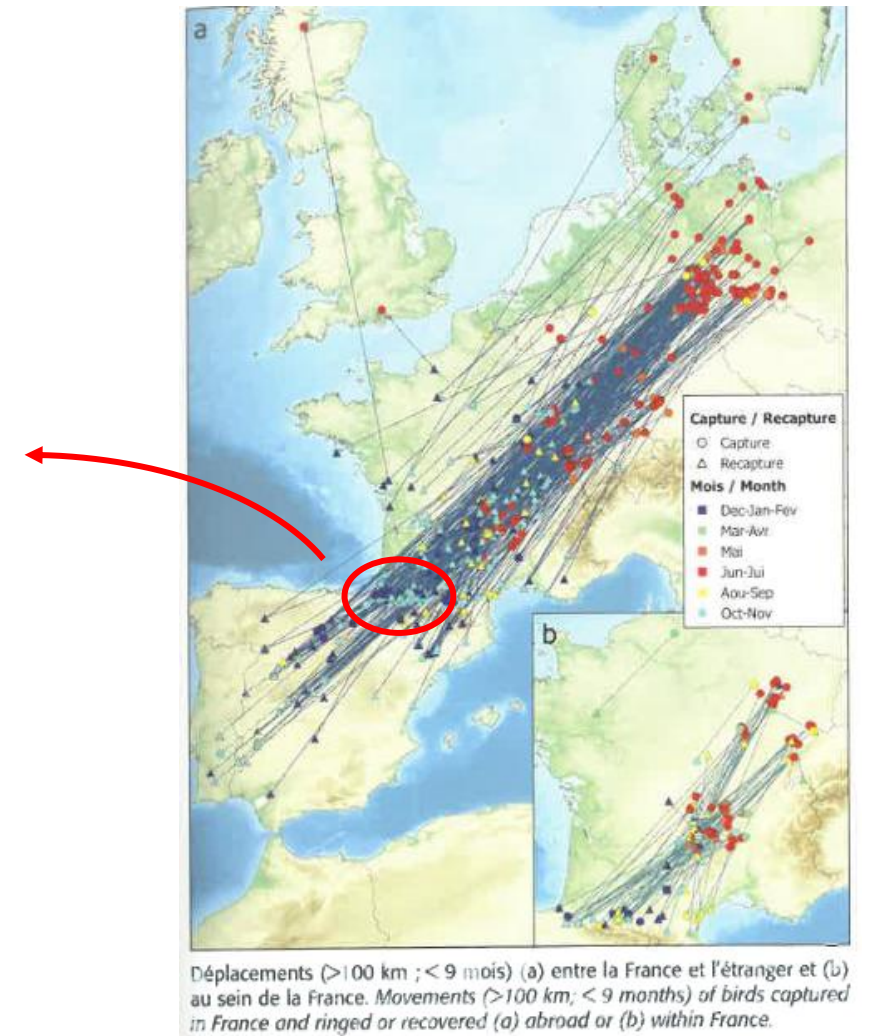 a
Capture / Recapture
Capture
Recapture
Mois / Month
Dec-Jan-Fev
Mar-Avr
Mai
Jun-Jui
Aou-Sep
Oct-Nov
b
Déplacements (>100 km ; < 9 mois) (a) entre la France et l'étranger et (b)
au sein de la France. Movements (>100 km; < 9 months) of birds captured
in France and ringed or recovered (a) abroad or (b) within France.